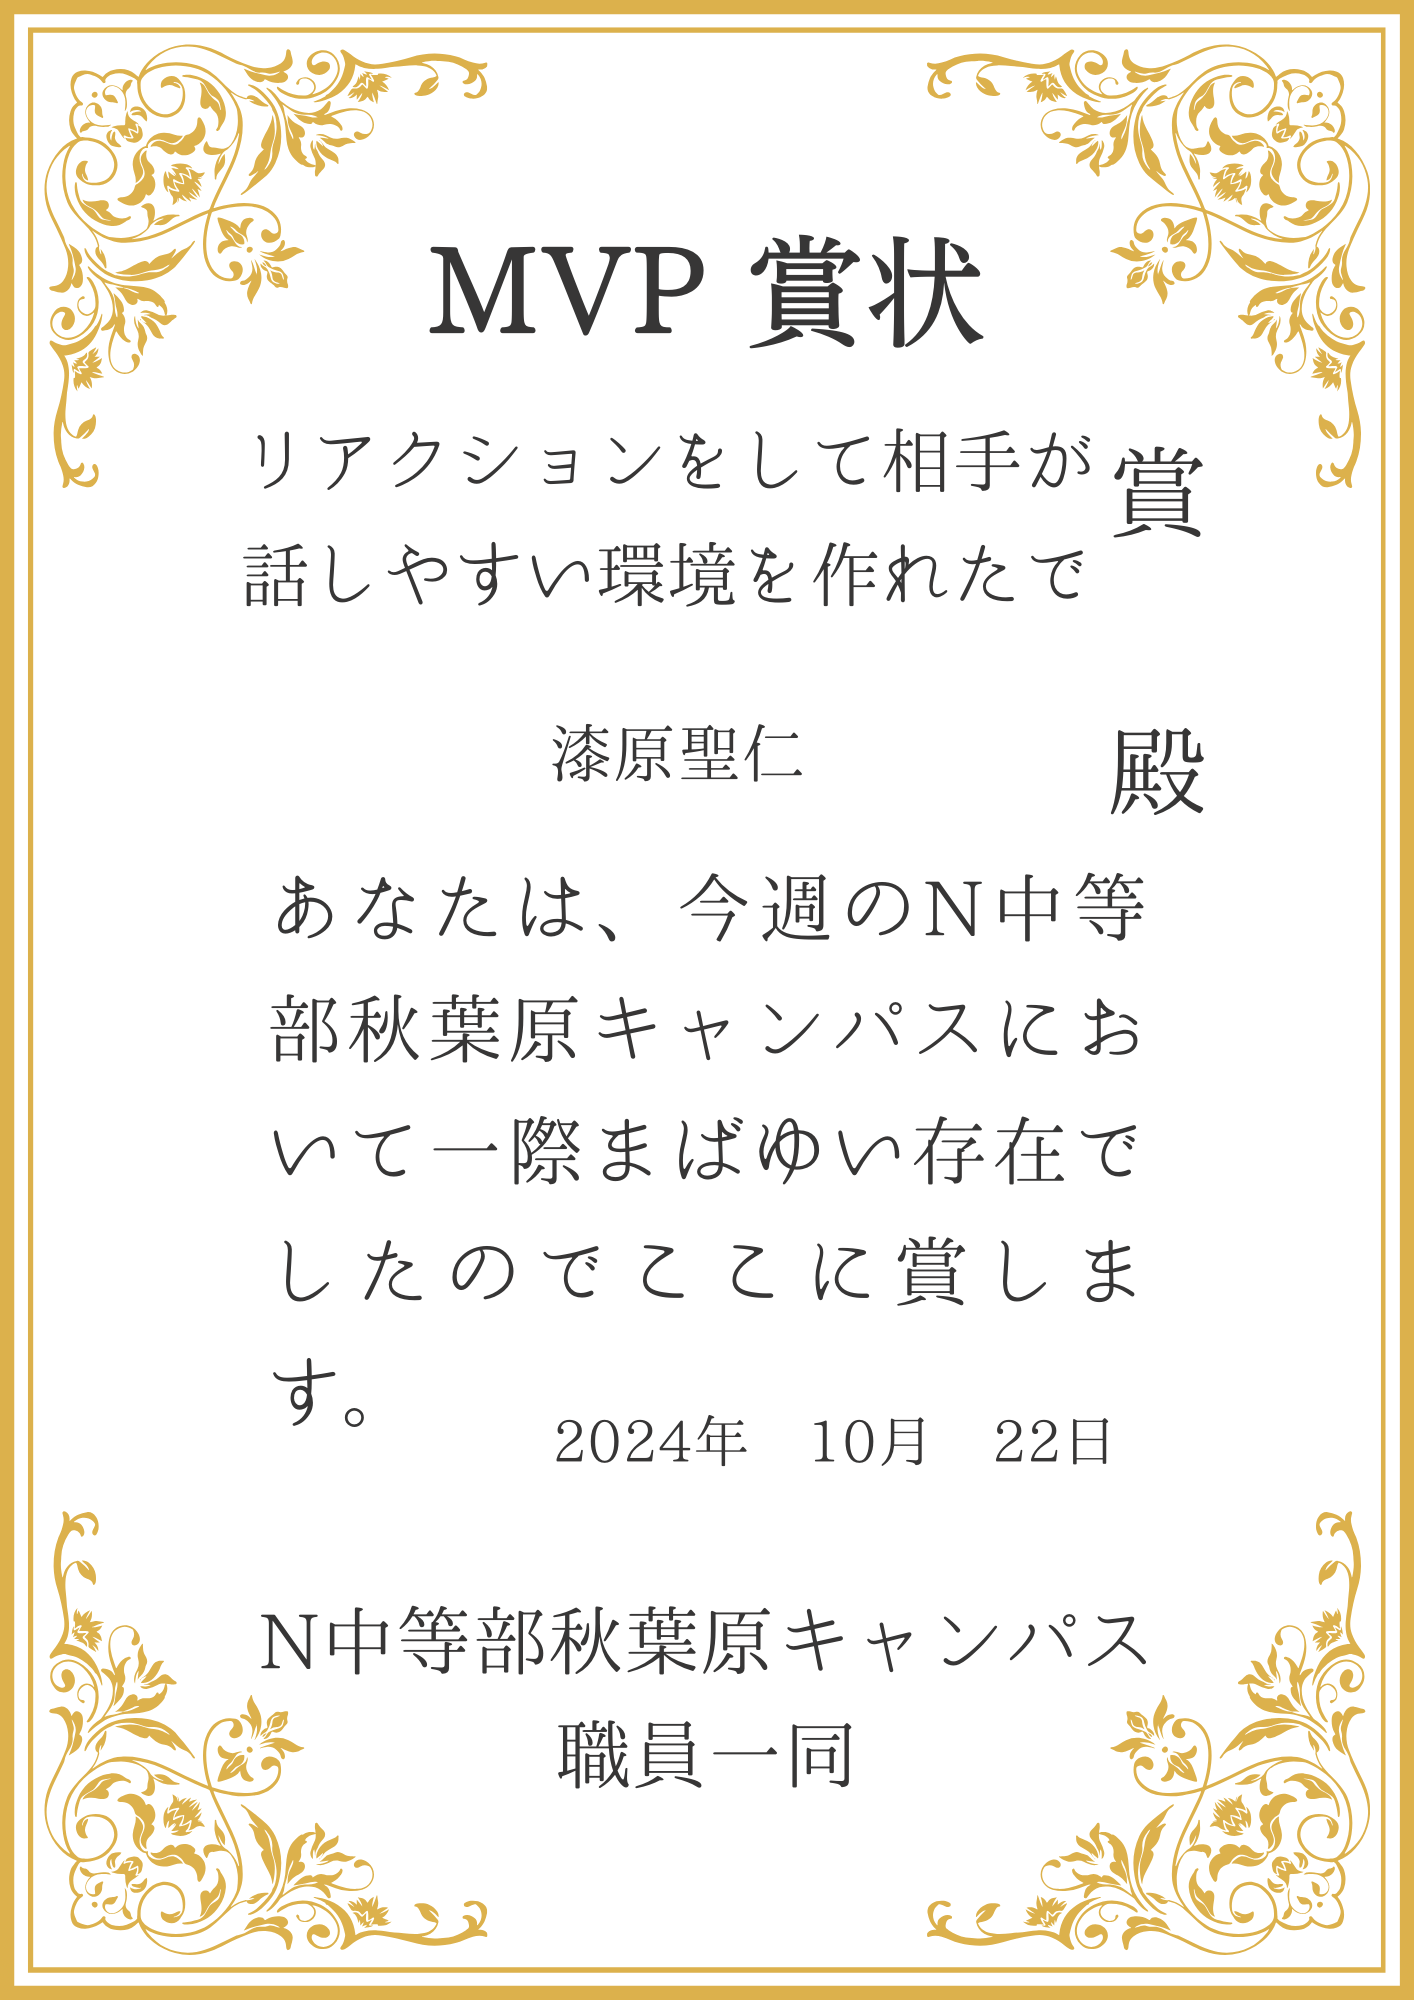 MVP 賞状
リアクションをして相手が
話しやすい環境を作れたで
賞
漆原聖仁 殿
あなたは、今週のN中等
部秋葉原キャンパスにお
いて一際まばゆい存在で
したのでここに賞しま
す。
2024年　10月　22日
N中等部秋葉原キャンパス
職員一同